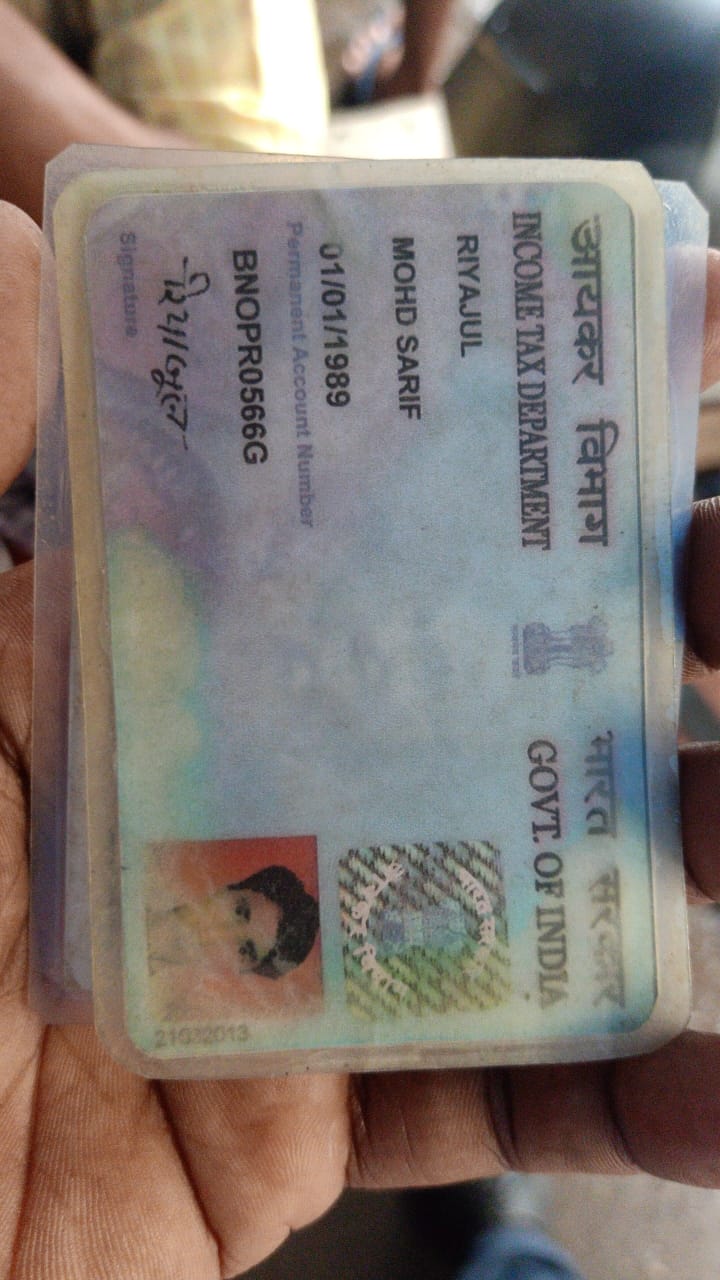 आयकर विभाग
INCOME TAX DEPARTMENT
भारत सरकार
GOVT. OF INDIA
RIYAJUL
MOHD SARIF
01/01/1989
Permanent Account Number
BNOPR0566G
रियाजुल
Signature